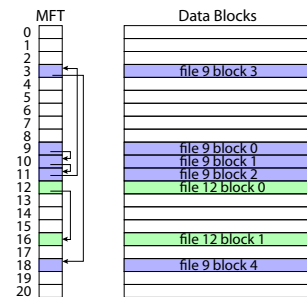 MFT Data Blocks
0
1
2
3 file 9 block 3
4
5
6
7
8
9 file 9 block 0
10 file 9 block 1
11 file 9 block 2
12 file 12 block 0
13
14
15
16 file 12 block 1
17
18 file 9 block 4
19
20